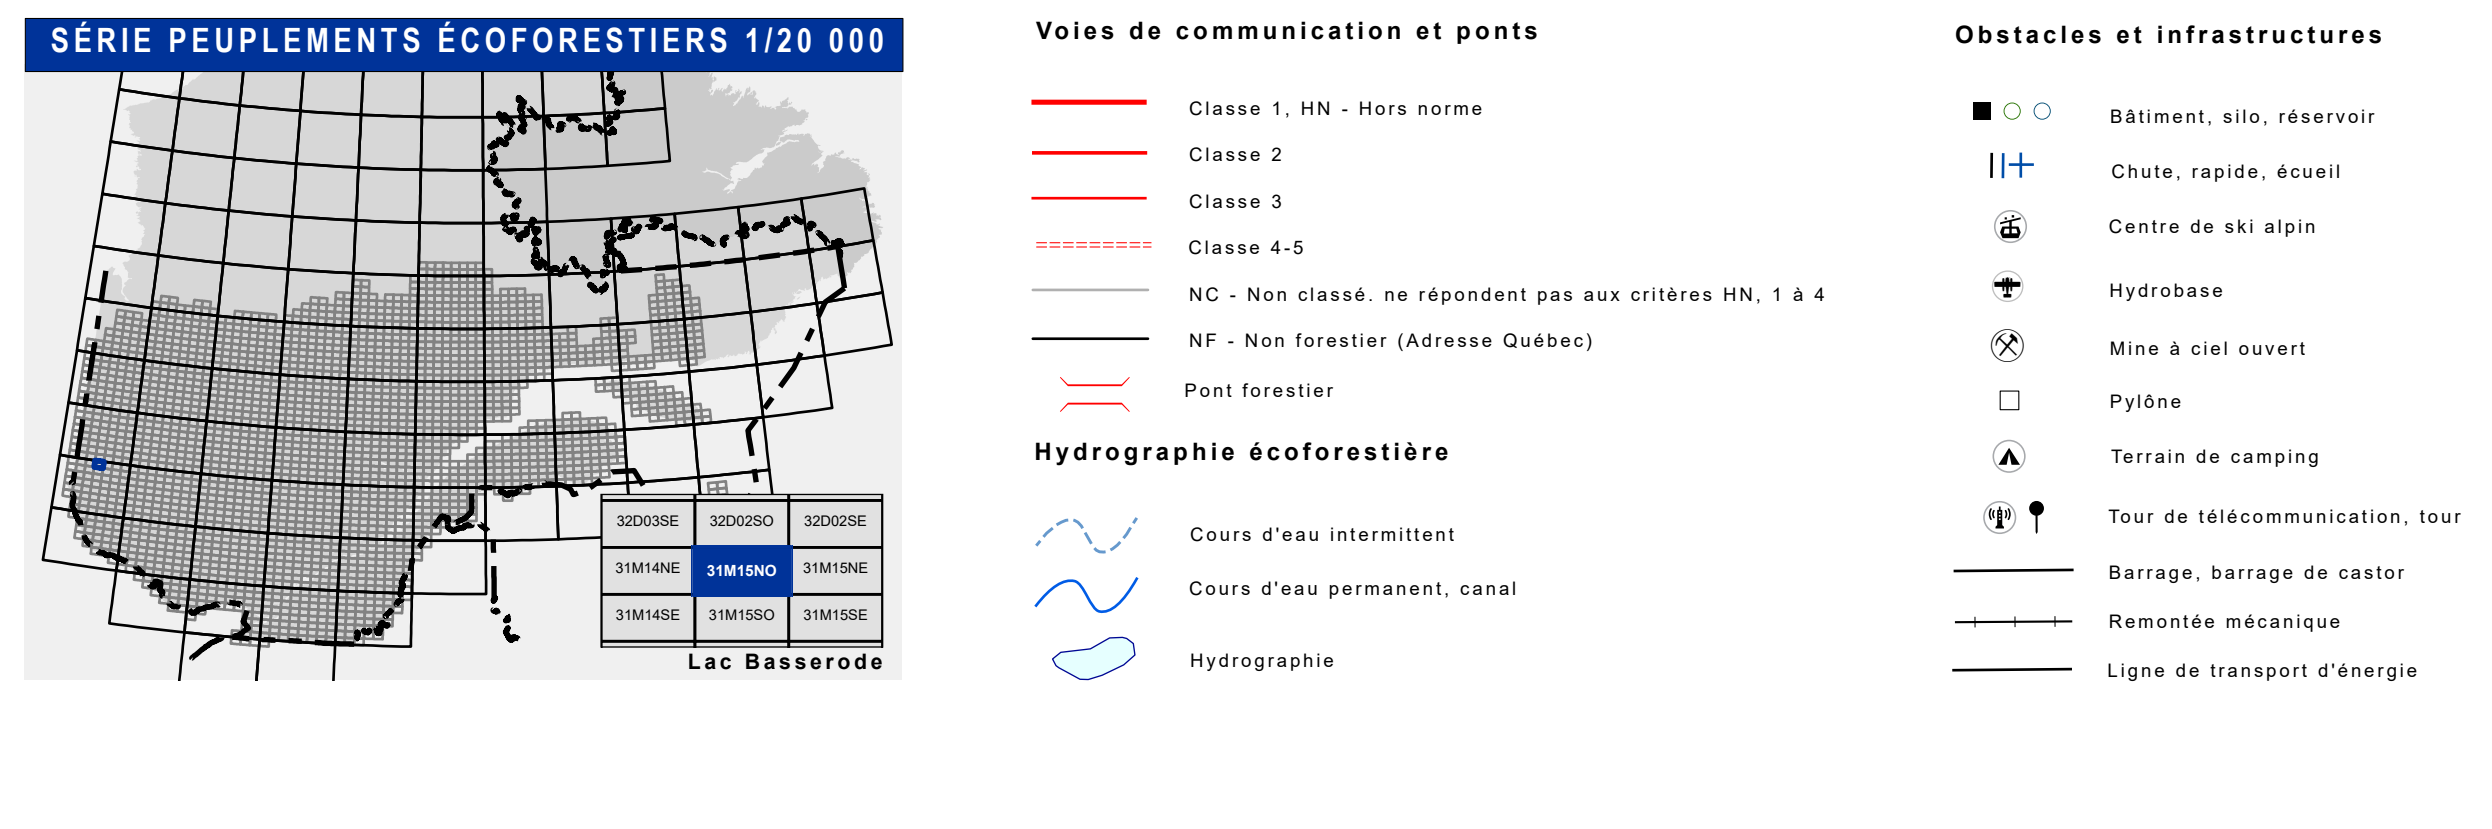 SÉRIE PEUPLEMENTS ÉCOFORESTIERS 1/20 000
32D03SE 32D02SO 32D02SE
31M14NE 31M15NO 31M15NE
31M14SE 31M15SO 31M15SE
Lac Basserode
Voies de communication et ponts
Classe 1, HN - Hors norme
Classe 2
Classe 3
Classe 4-5
NC - Non classé. ne répondent pas aux critères HN, 1 à 4
NF - Non forestier (Adresse Québec)
Pont forestier
Hydrographie écoforestière
Cours d'eau intermittent
Cours d'eau permanent, canal
Hydrographie
Obstacles et infrastructures
Bâtiment, silo, réservoir
Chute, rapide, écueil
Centre de ski alpin
Hydrobase
Mine à ciel ouvert
Pylône
Terrain de camping
Tour de télécommunication, tour
Barrage, barrage de castor
Remontée mécanique
Ligne de transport d'énergie